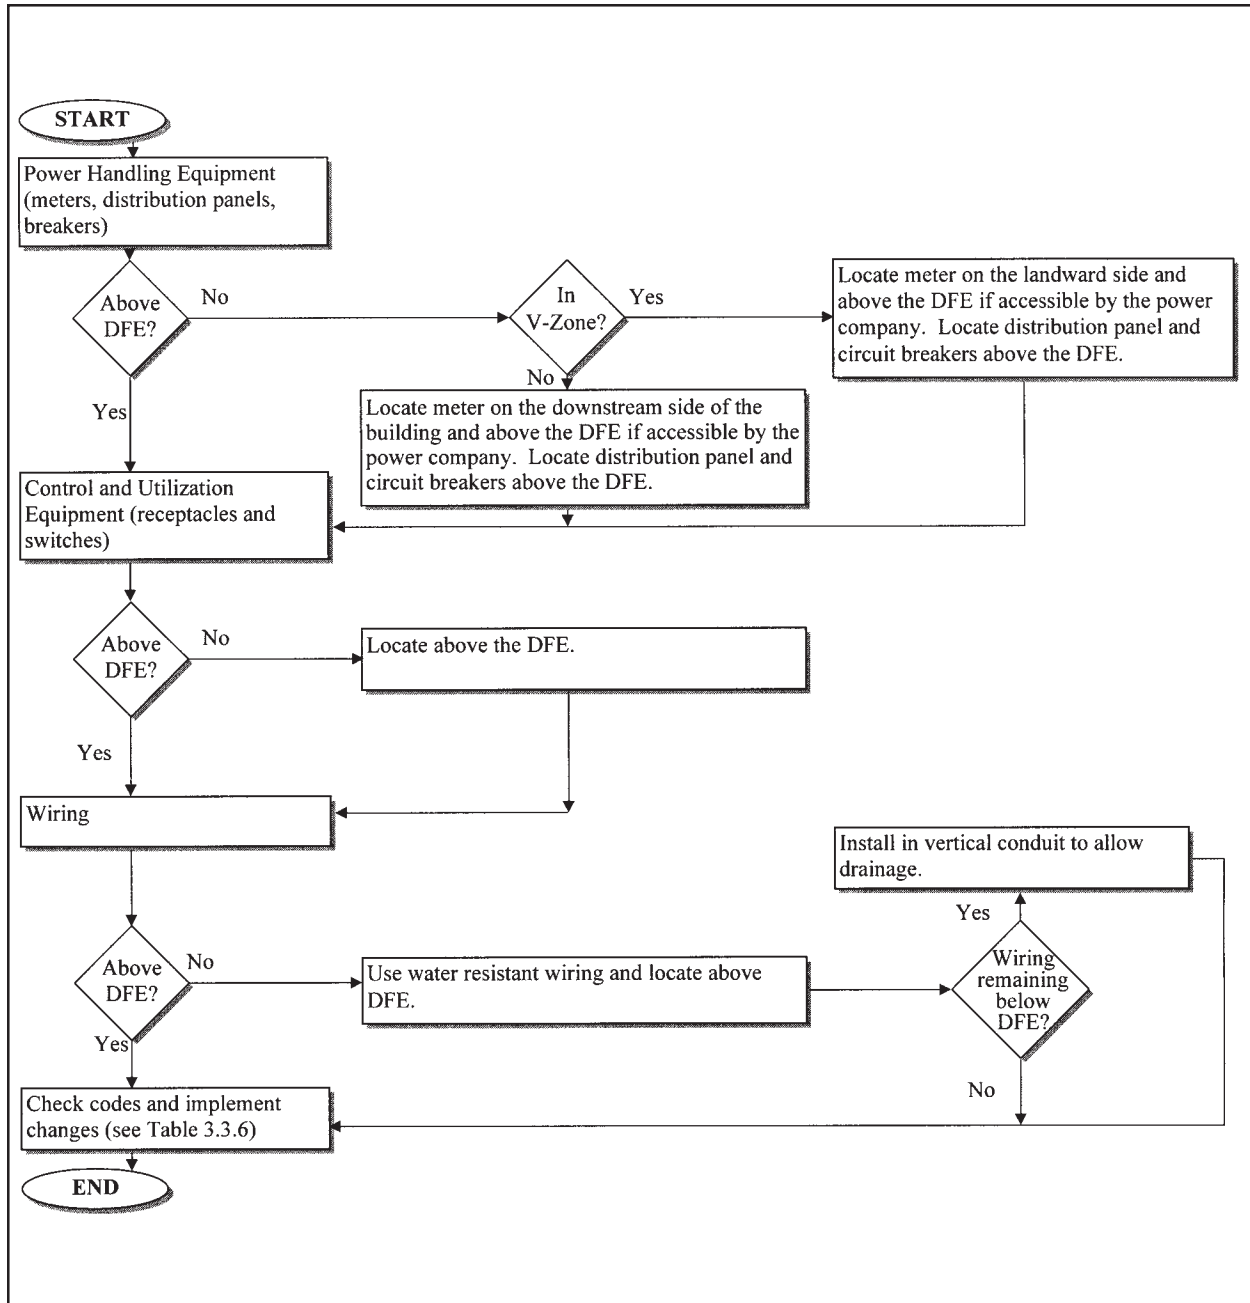 START
Power Handling Equipment
(meters, distribution panels,
breakers)
Above
DFE?
No
In
V-Zone?
Yes
Locate meter on the landward side and
above the DFE if accessible by the power
company. Locate distribution panel and
circuit breakers above the DFE.
No
Yes
Locate meter on the downstream side of the
building and above the DFE if accessible by the
power company. Locate distribution panel and
circuit breakers above the DFE.
Control and Utilization
Equipment (receptacles and
switches)
Above
DFE?
No
Locate above the DFE.
Yes
Wiring
Install in vertical conduit to allow
drainage.
Yes
Above
DFE?
No
Use water resistant wiring and locate above
DFE.
Wiring
remaining
below
DFE?
Yes
No
Check codes and implement
changes (see Table 3.3.6)
END